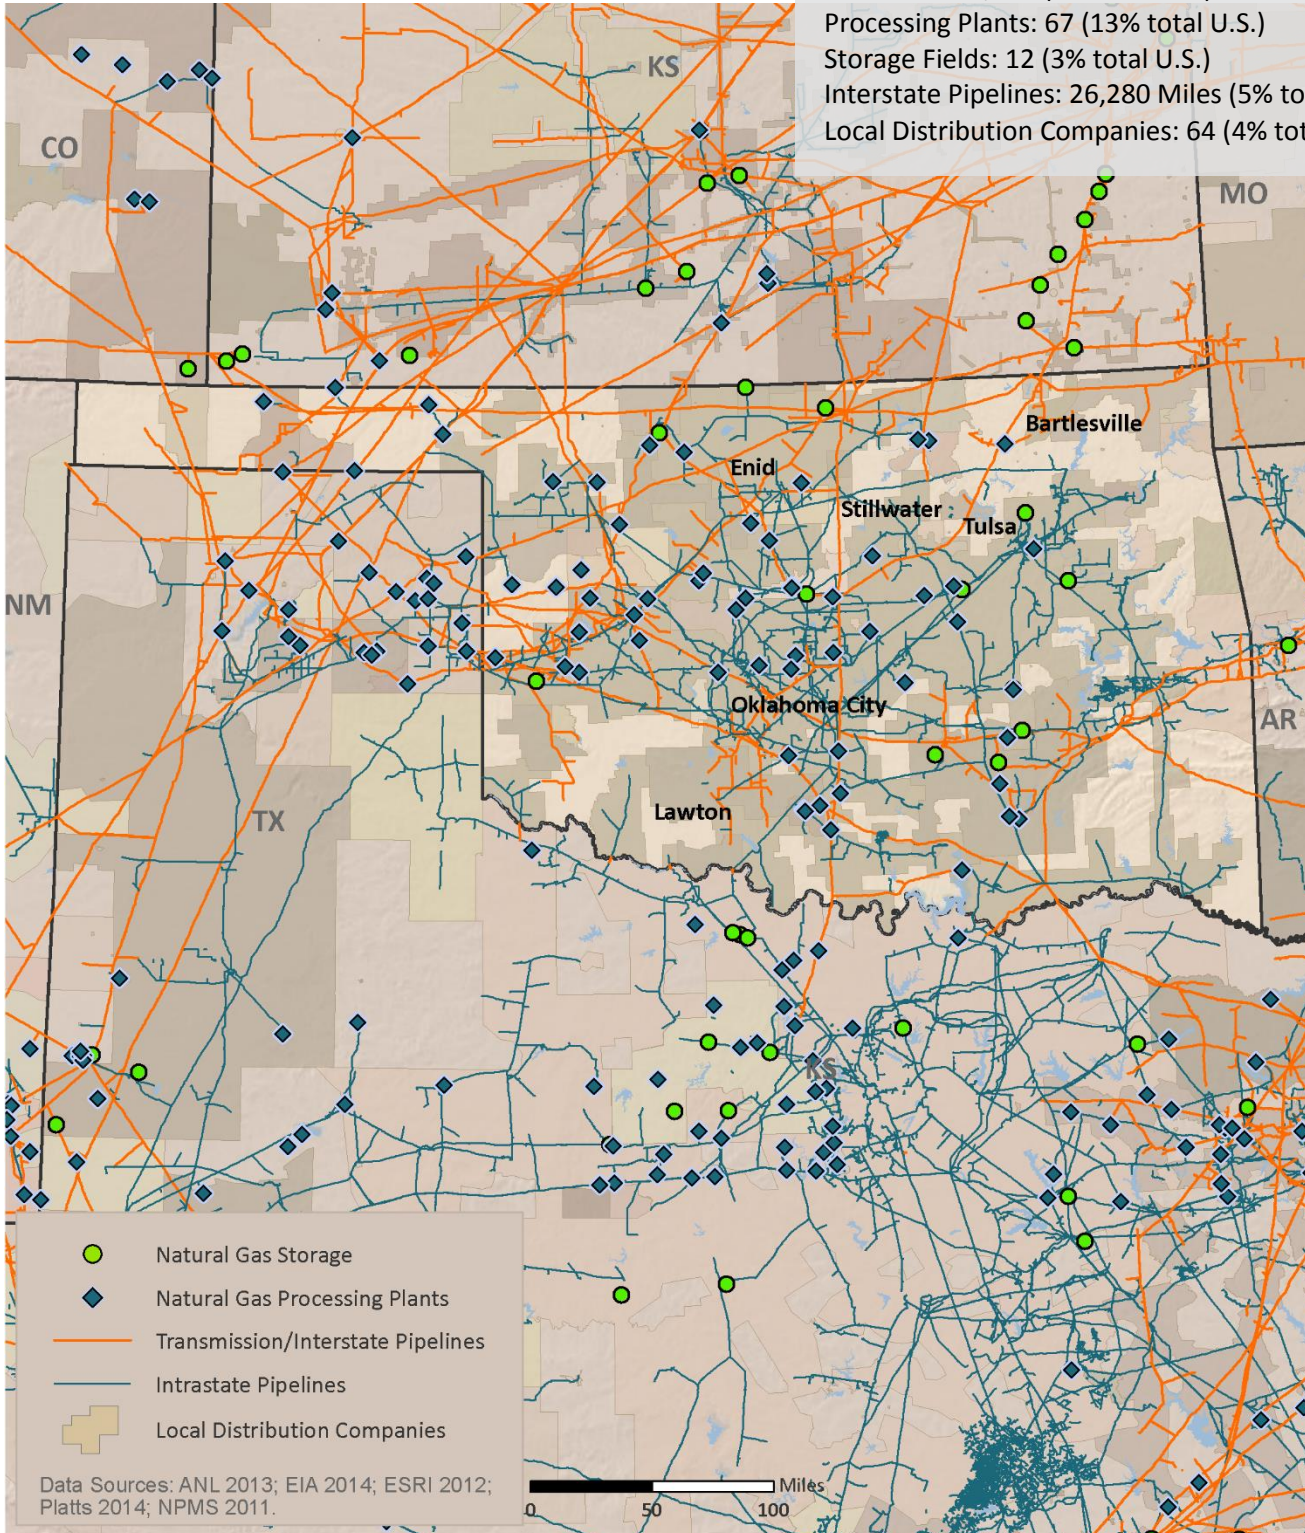 Processing Plants: 67 (13% total U.S.)
Storage Fields: 12 (3% total U.S.)
Interstate Pipelines: 26,280 Miles (5% to
Local Distribution Companies: 64 (4% tot
KS
CO
MO
Bartlesville
Enid
Stillwater
Tulsa
NM
Oklahoma City
AR
TX
Lawton
KS
Natural Gas Storage
Natural Gas Processing Plants
Transmission/Interstate Pipelines
Intrastate Pipelines
Local Distribution Companies
Data Sources: ANL 2013; EIA 2014; ESRI 2012;
Platts 2014; NPMS 2011.
Miles
0 50 100